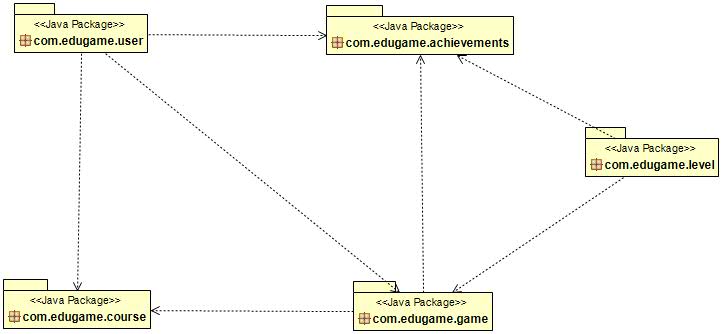 <<Java Package>>
com.edugame.user
<<Java Package>>
com.edugame.achievements
<<Java Package>>
com.edugame.level
<<Java Package>>
com.edugame.course
<<Java Package>>
com.edugame.game